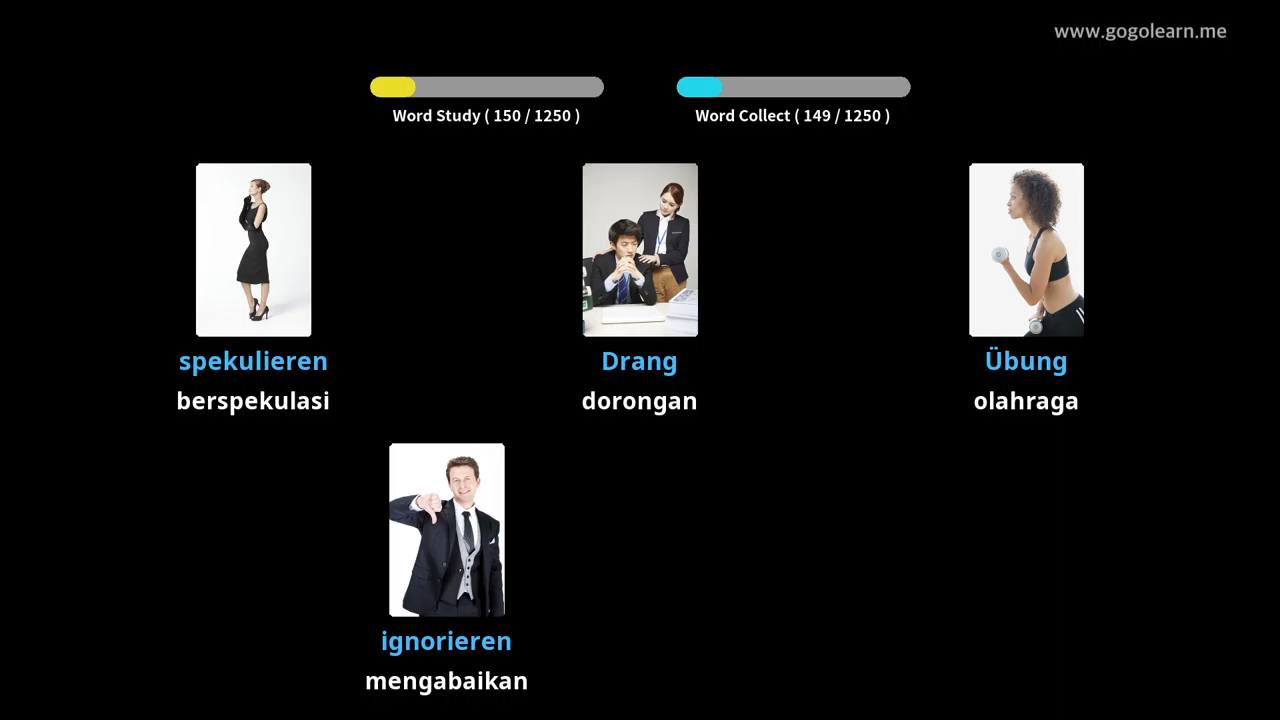 www.gogolearn.me
Word Study ( 150 / 1250 )
Word Collect ( 149 / 1250 )
spekulieren
berspekulasi
Drang
dorongan
Übung
olahraga
ignorieren
mengabaikan